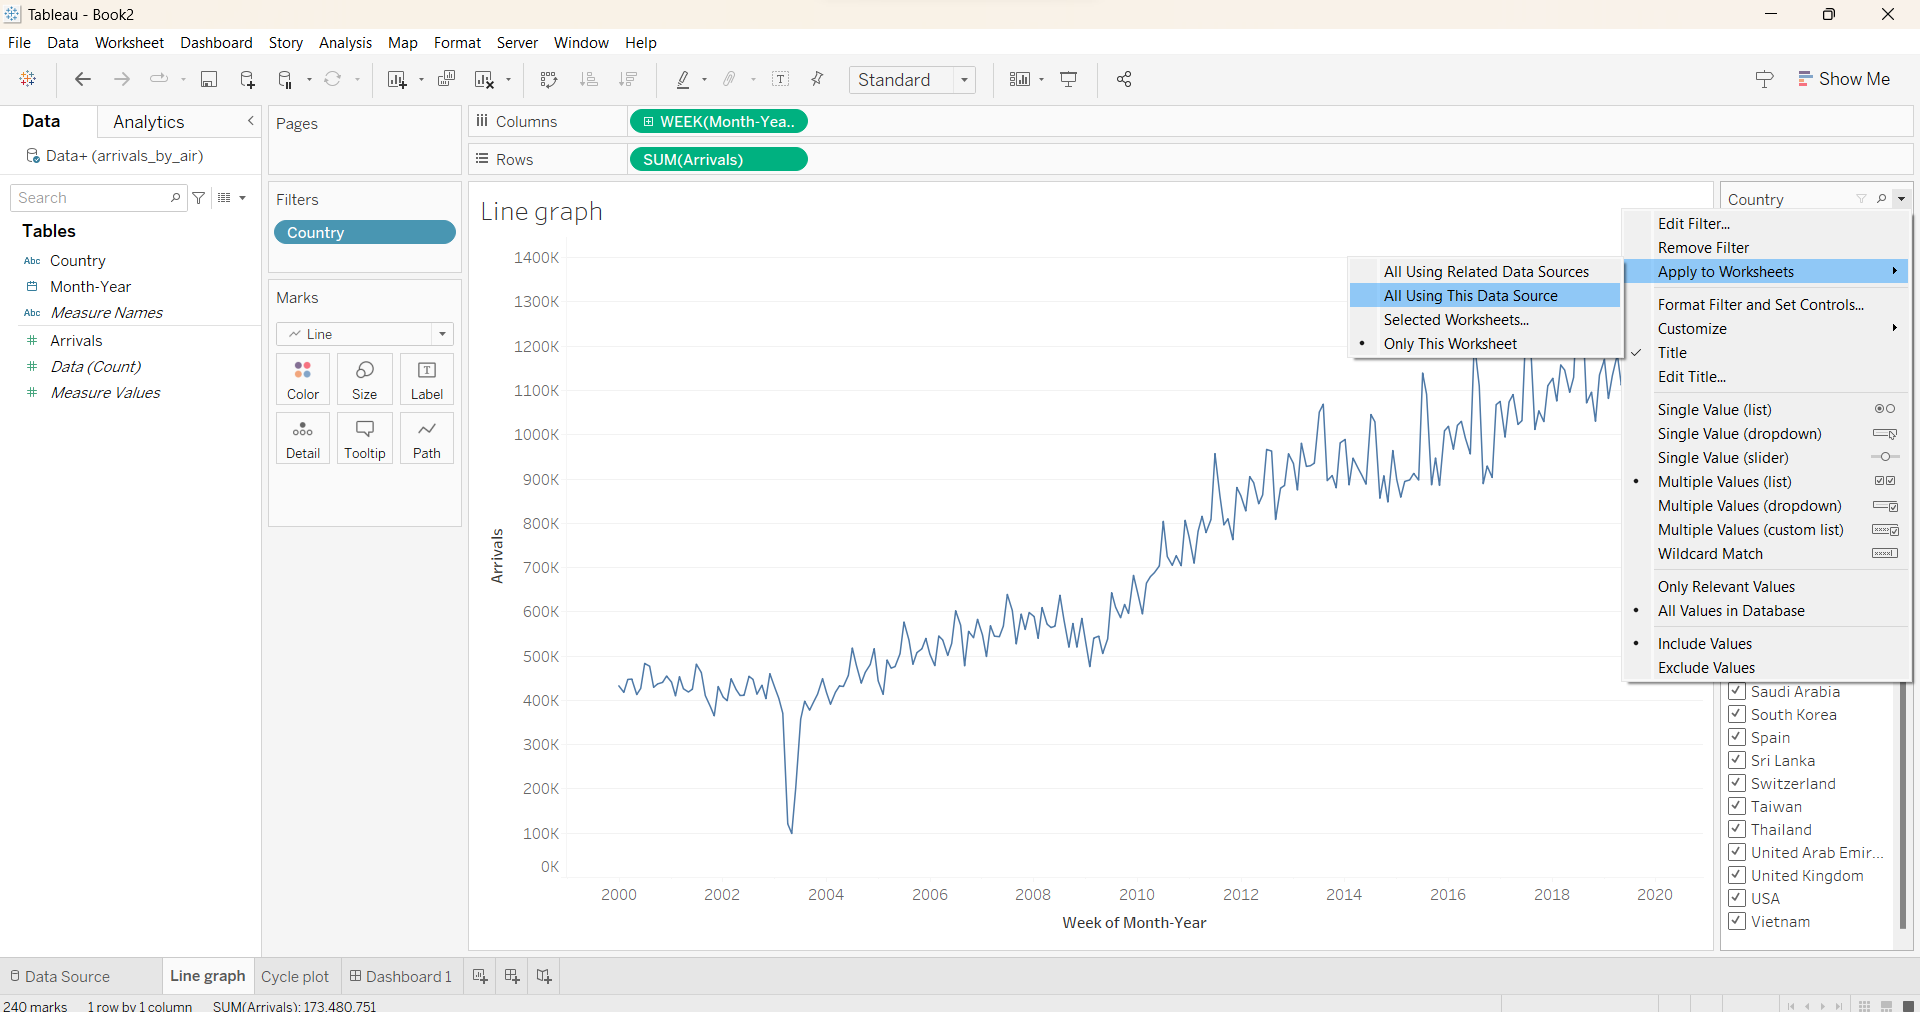 Tableau - Book2
File Data Worksheet Dashboard Story Analysis Map Format Server Window Help
Standard
Show Me
Data
Analytics
Data+ (arrivals_by_air)
Search
Tables
Abc Country
Month-Year
Abc Measure Names
# Arrivals
# Data (Count)
# Measure Values
Pages
Filters
Country
Marks
Line
Color
Size
Label
Detail
Tooltip
Path
Columns
WEEK(Month-Yea..
Rows
SUM(Arrivals)
Line graph
1400K
1300K
1200K
1100K
1000K
900K
800K
700K
600K
500K
400K
300K
200K
100K
0K
Arrivals
2000 2002 2004 2006 2008 2010 2012 2014 2016 2018 2020
Week of Month-Year
All Using Related Data Sources
All Using This Data Source
Selected Worksheets...
Only This Worksheet
Country
Edit Filter...
Remove Filter
Apply to Worksheets
Format Filter and Set Controls...
Customize
Title
Edit Title...
Single Value (list)
Single Value (dropdown)
Single Value (slider)
Multiple Values (list)
Multiple Values (dropdown)
Multiple Values (custom list)
Wildcard Match
Only Relevant Values
All Values in Database
Include Values
Exclude Values
Saudi Arabia
South Korea
Spain
Sri Lanka
Switzerland
Taiwan
Thailand
United Arab Emir...
United Kingdom
USA
Vietnam
Data Source
Line graph
Cycle plot
Dashboard 1
240 marks 1 row by 1 column SUM(Arrivals): 173,480,751